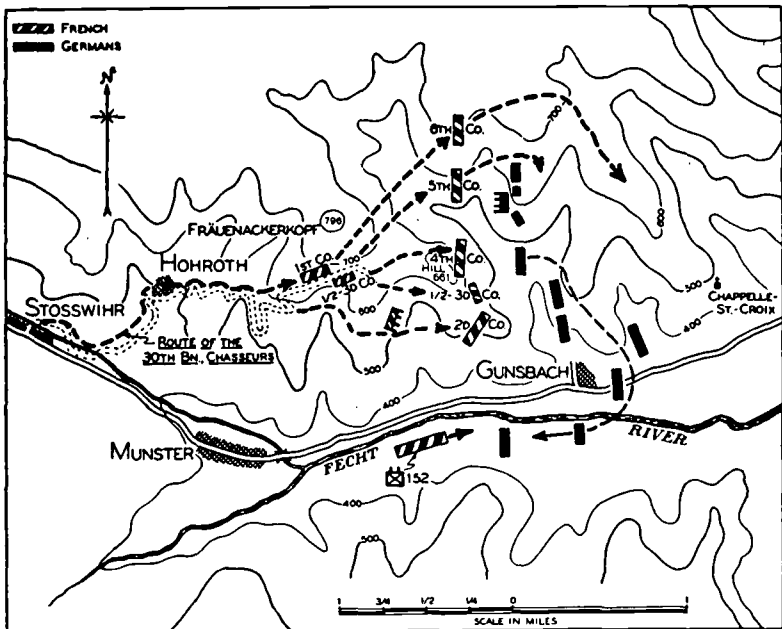 FRENCH
GERMANS
N
6TH CO.
700
5TH CO.
FRÄUENACKERKOPF 796
600
1ST CO.
700
4TH CO.
HOHROTH
HILL 661
500
1/2 3D CO.
STOSSWIHR
600
1/2-3D CO.
CHAPPELLE-
ST.-CROIX
400
ROUTE OF THE
30TH BN., CHASSEURS
2D CO.
500
GUNSBACH
400
MUNSTER
FECHT RIVER
152
400
500
1 3/4 1/2 1/4 0 1
SCALE IN MILES